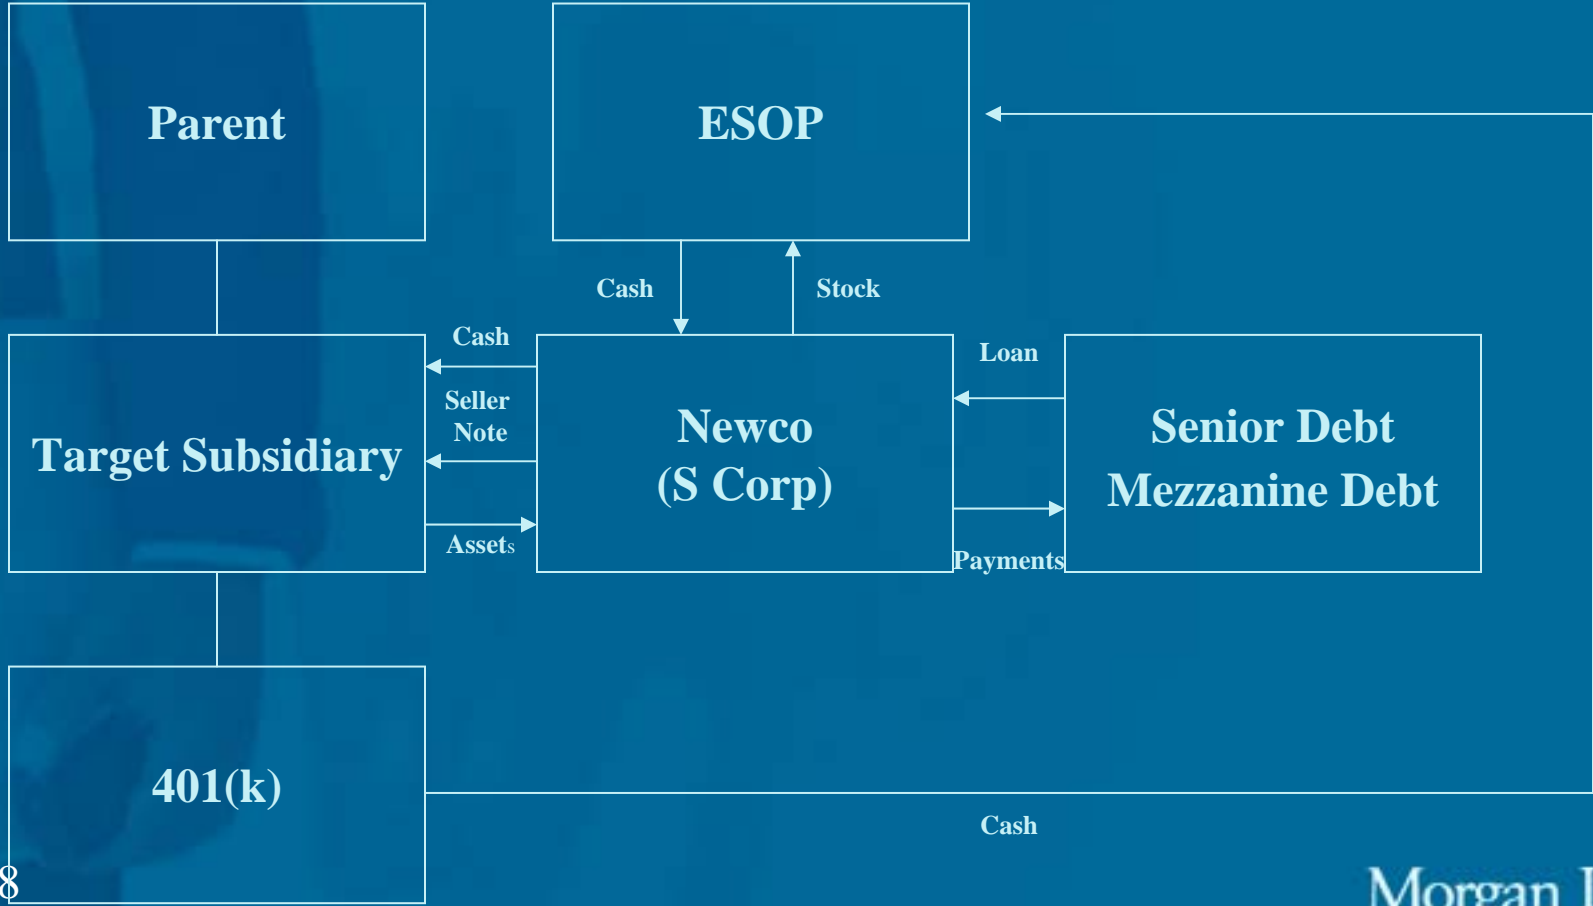 Parent
ESOP
Cash
Stock
Cash
Seller
Note
Assets
Target Subsidiary
Newco
(S Corp)
Loan
Payments
Senior Debt
Mezzanine Debt
401(k)
Cash
8
Morgan